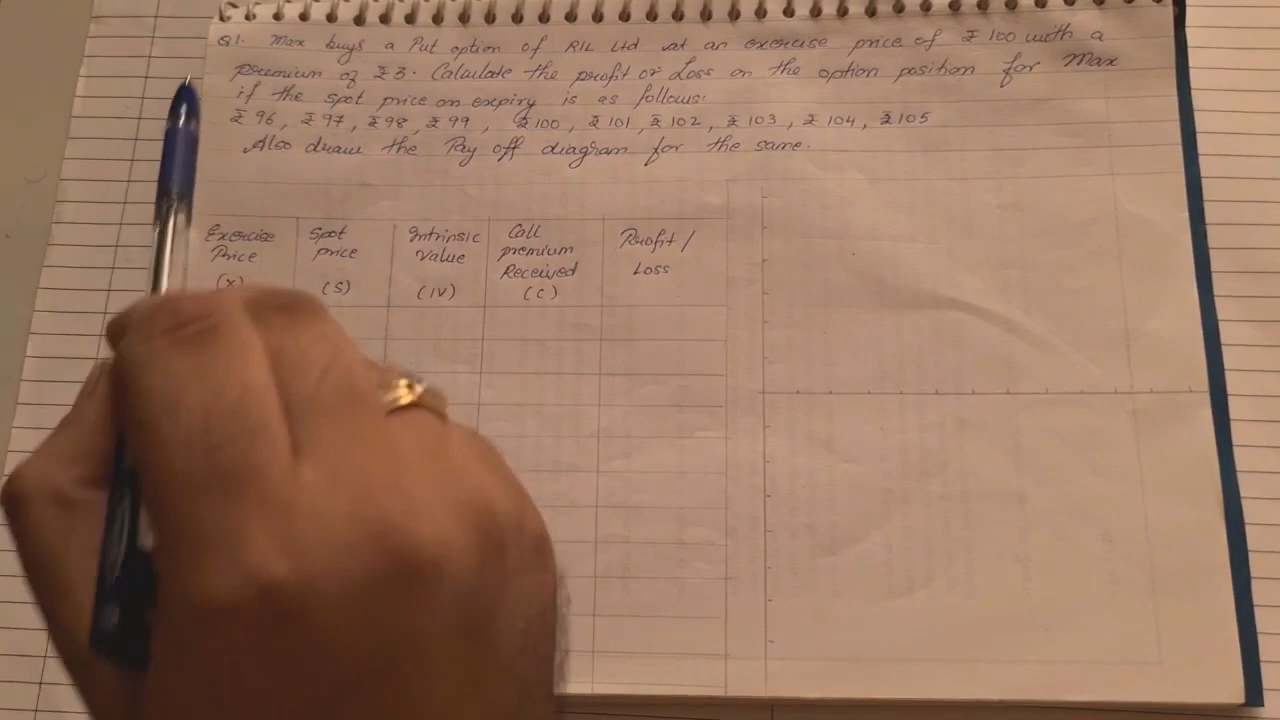 Q1. Max buys a Put option of RIL Ltd at an exercise price of ₹ 100 with a
premium of ₹ 3. Calculate the profit or Loss on the option position for Max
if the spot price on expiry is as follows:
₹ 96, ₹ 97, ₹ 98, ₹ 99, ₹ 100, ₹ 101, ₹ 102, ₹ 103, ₹ 104, ₹ 105
Also draw the Pay off diagram for the same.
Exercise Price (X)
Spot price (S)
Intrinsic Value (IV)
Call premium Received (C)
Profit / Loss